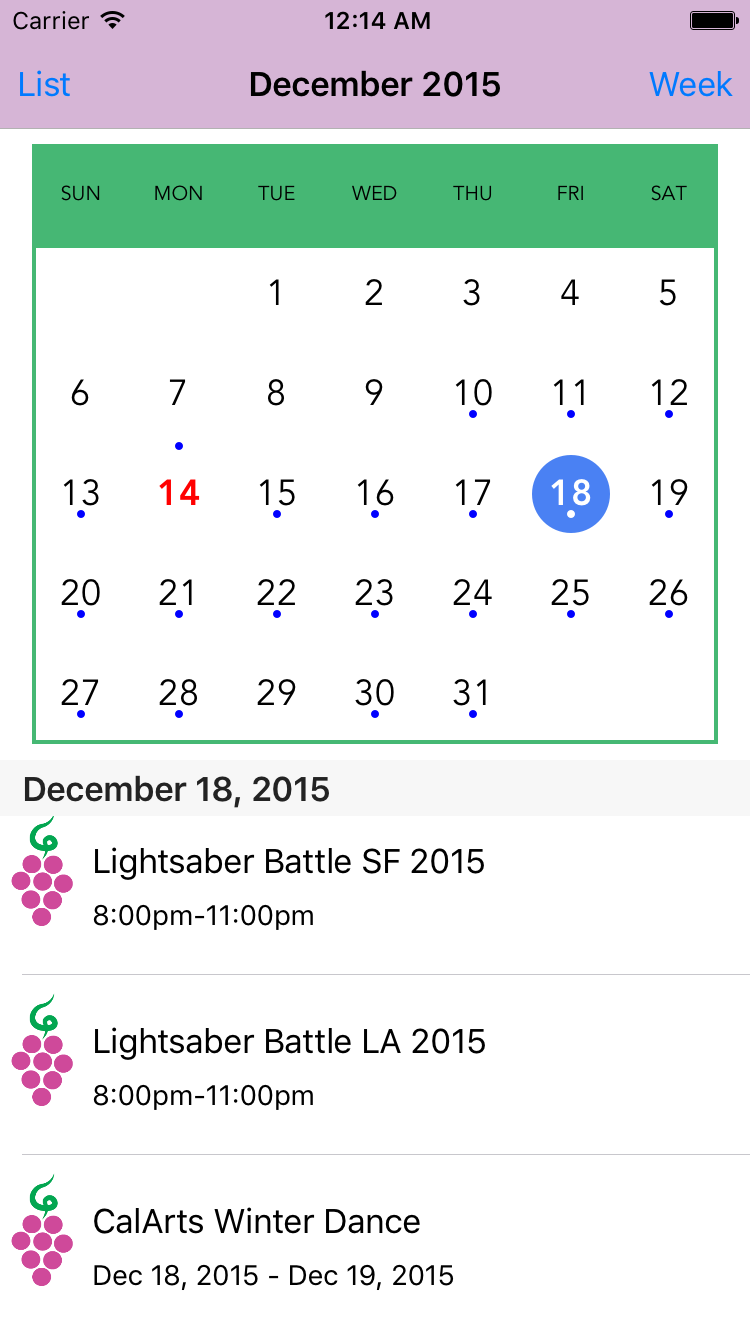 Carrier 12:14 AM
List December 2015 Week
SUN MON TUE WED THU FRI SAT
1 2 3 4 5
6 7 8 9 10 11 12
13 14 15 16 17 18 19
20 21 22 23 24 25 26
27 28 29 30 31
December 18, 2015
Lightsaber Battle SF 2015
8:00pm-11:00pm
Lightsaber Battle LA 2015
8:00pm-11:00pm
CalArts Winter Dance
Dec 18, 2015 - Dec 19, 2015